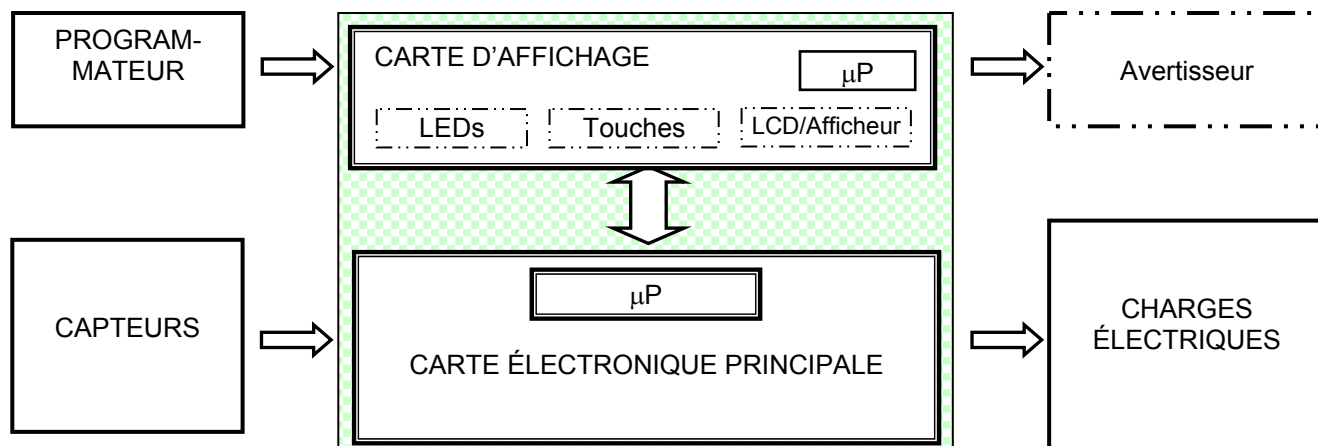 PROGRAM-
MATEUR
CARTE D’AFFICHAGE
μP
LEDs
Touches
LCD/Afficheur
Avertisseur
CAPTEURS
μP
CARTE ÉLECTRONIQUE PRINCIPALE
CHARGES
ÉLECTRIQUES